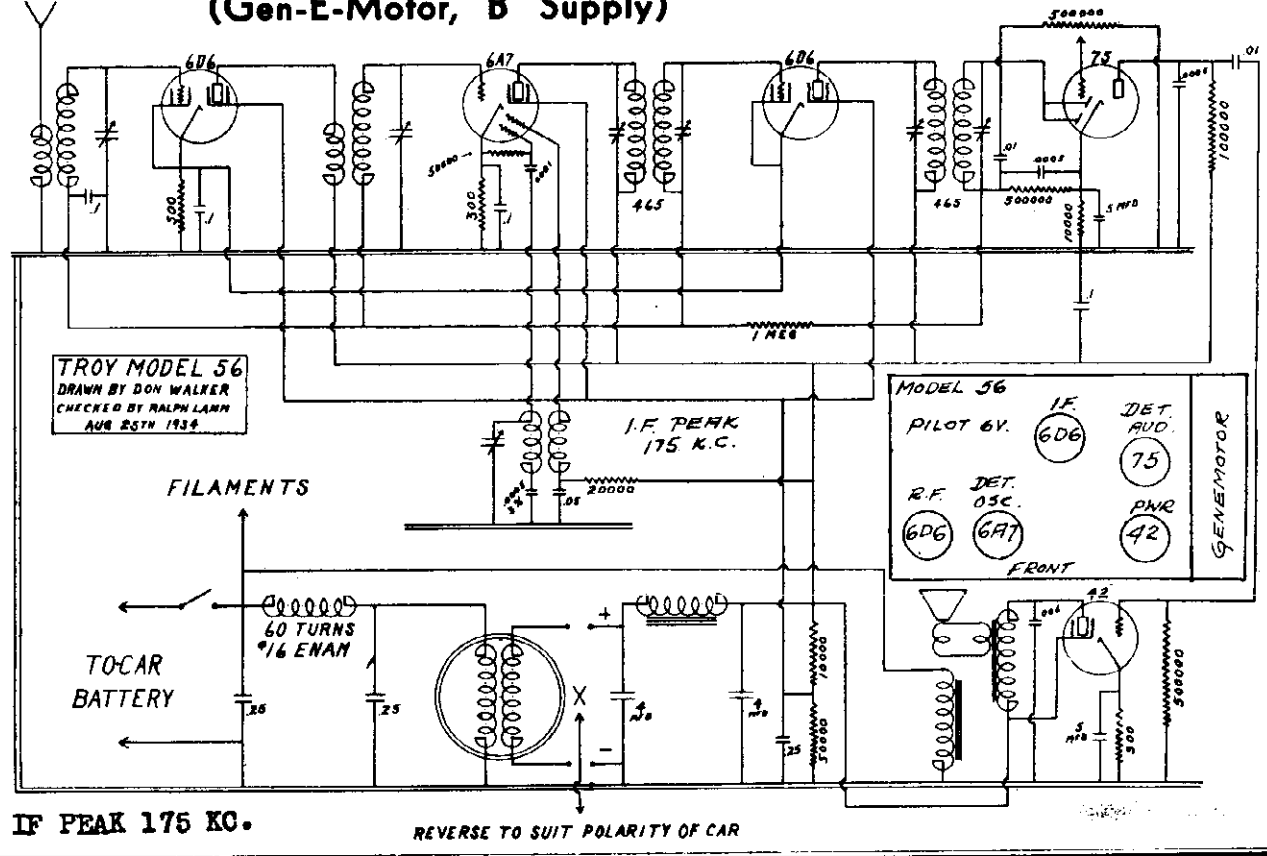 (Gen-E-Motor, "B" Supply)
500000
6D6
6A7
6D6
75
.01
.0005
100000
50000
.0001
.01
.0005
.1
300
.1
300
.1
465
465
500000
10000
5 MFD
.1
1 MEG
TROY MODEL 56
DRAWN BY DON WALKER
CHECKED BY RALPH LAMM
AUG 25TH 1934
I.F. PEAK
175 K.C.
20000
.05
MODEL 56
PILOT 6V.
I.F.
6D6
DET.
AUD.
75
R.F.
6D6
DET.
OSC.
6A7
PWR
42
FRONT
GENEMOTOR
FILAMENTS
60 TURNS
#16 ENAM
TO CAR
BATTERY
.25
.25
+
X
-
4
MFD
4
MFD
10000
50000
.25
.006
42
5
MFD
500
500000
IF PEAK 175 KC.
REVERSE TO SUIT POLARITY OF CAR